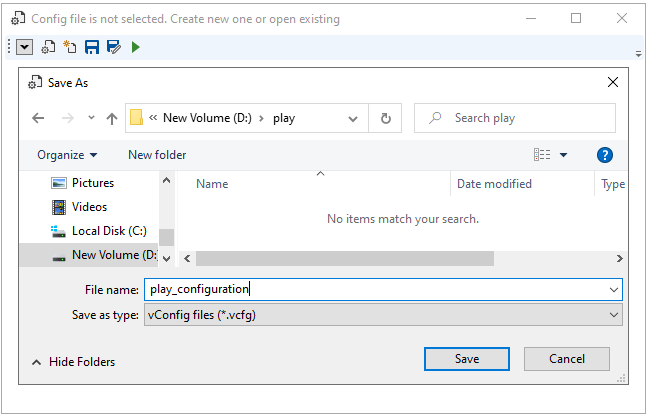 Config file is not selected. Create new one or open existing
Save As
« New Volume (D:) › play
Search play
Organize
New folder
Name
Date modified
Type
Pictures
Videos
Local Disk (C:)
New Volume (D:
No items match your search.
File name: play_configuration
Save as type: vConfig files (*.vcfg)
Hide Folders
Save
Cancel